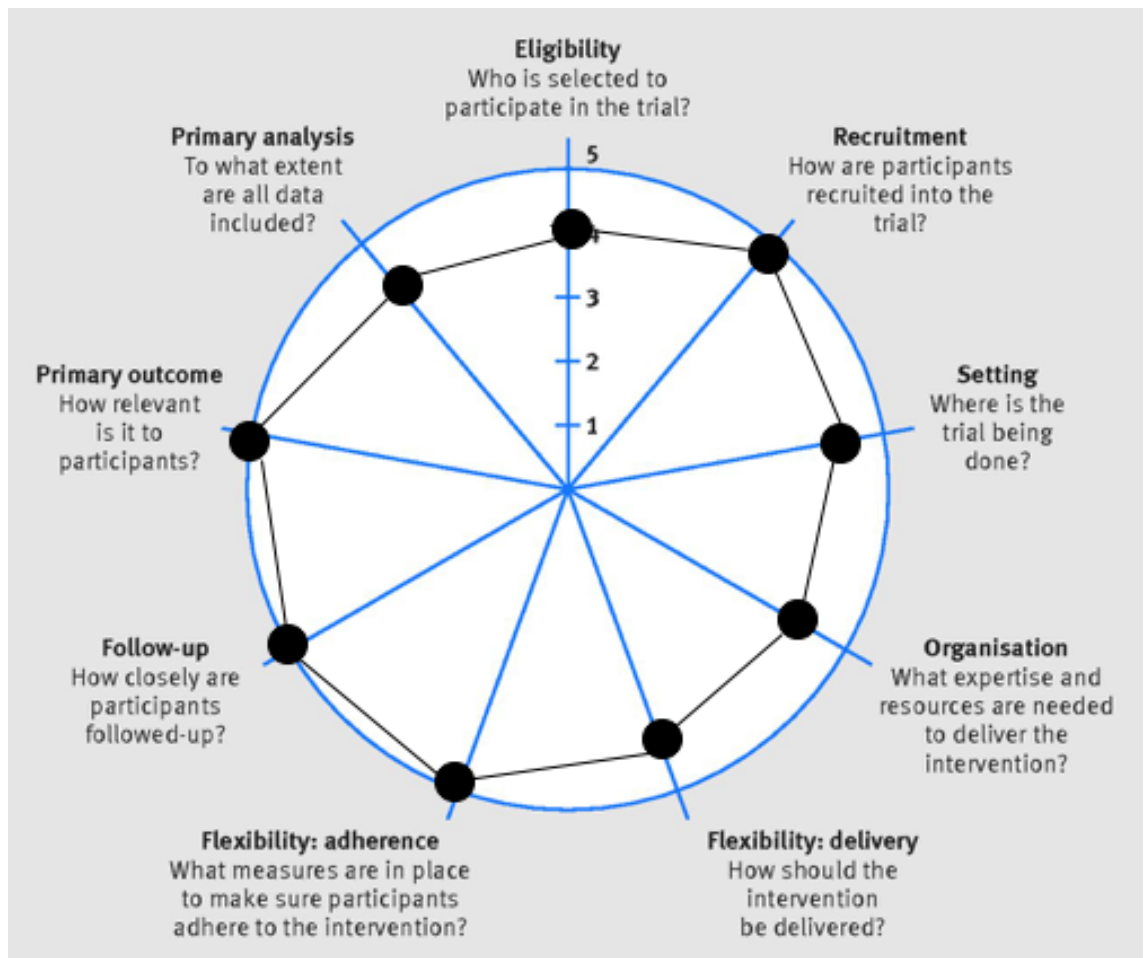 Eligibility
Who is selected to
participate in the trial?
Recruitment
How are participants
recruited into the
trial?
Setting
Where is the
trial being
done?
Organisation
What expertise and
resources are needed
to deliver the
intervention?
Flexibility: delivery
How should the
intervention
be delivered?
Flexibility: adherence
What measures are in place
to make sure participants
adhere to the intervention?
Follow-up
How closely are
participants
followed-up?
Primary outcome
How relevant
is it to
participants?
Primary analysis
To what extent
are all data
included?
5
4
3
2
1